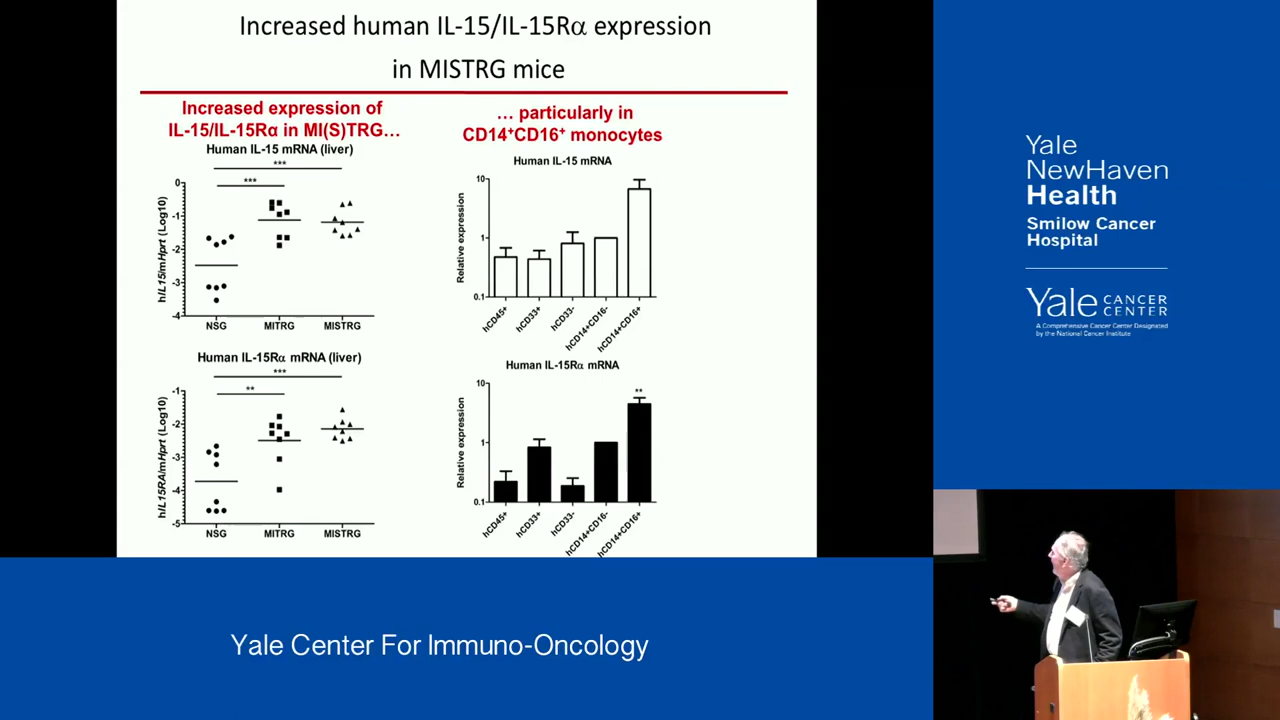 Increased human IL-15/IL-15Rα expression
in MISTRG mice
Increased expression of
IL-15/IL-15Rα in MI(S)TRG…
Human IL-15 mRNA (liver)
***
***
hIL15/mHprt (Log10)
0
-1
-2
-3
-4
NSG
MITRG
MISTRG
Human IL-15Rα mRNA (liver)
***
**
hIL15RA/mHprt (Log10)
-1
-2
-3
-4
-5
NSG
MITRG
MISTRG
… particularly in
CD14+CD16+ monocytes
Human IL-15 mRNA
Relative expression
10
1
0.1
hCD45+
hCD33+
hCD33-
hCD14+CD16-
hCD14+CD16+
Human IL-15Rα mRNA
**
Relative expression
10
1
0.1
hCD45+
hCD33+
hCD33-
hCD14+CD16-
hCD14+CD16+
Yale
NewHaven
Health
Smilow Cancer
Hospital
Yale CANCER
CENTER
A Comprehensive Cancer Center Designated
by the National Cancer Institute
Yale Center For Immuno-Oncology